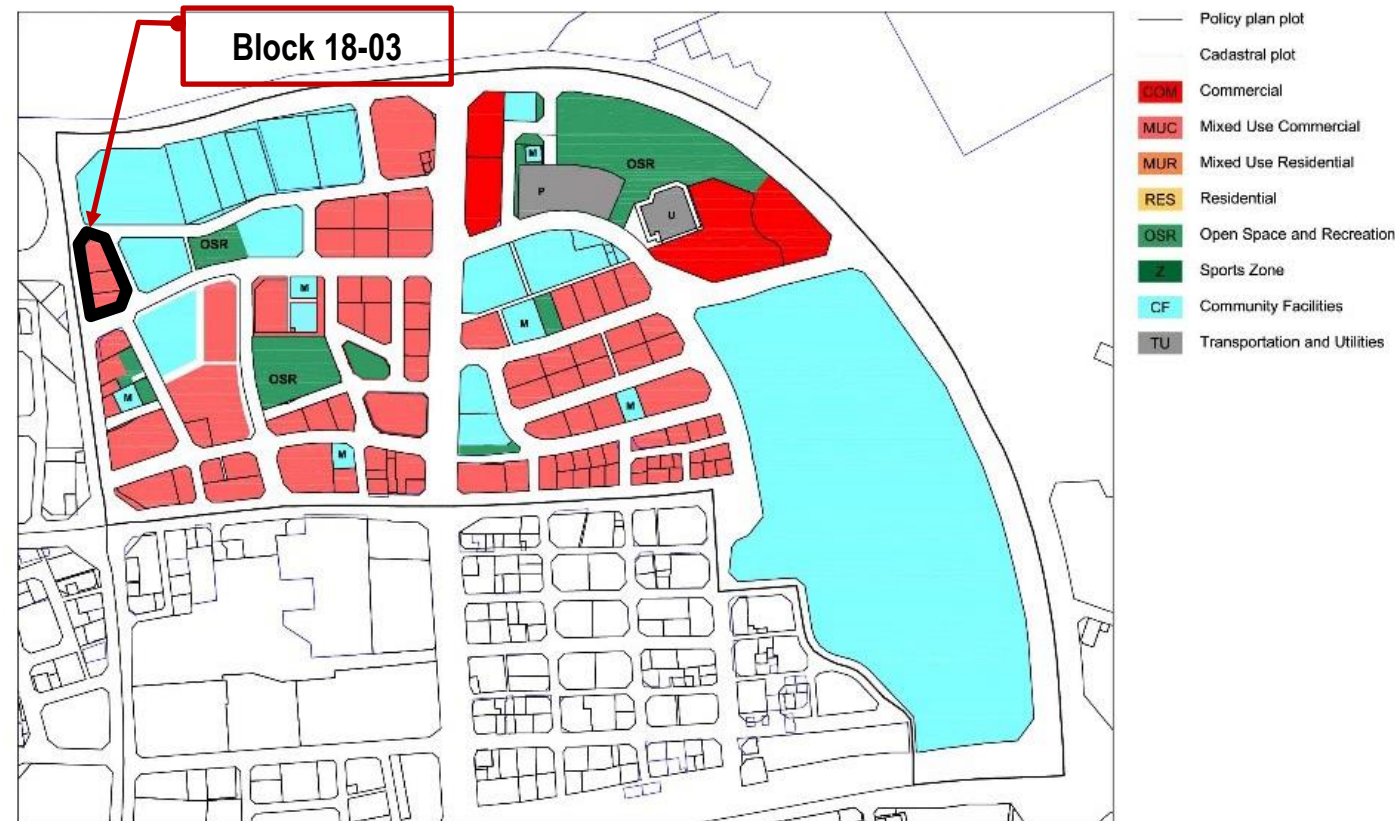 Block 18-03
Policy plan plot
Cadastral plot
COM Commercial
MUC Mixed Use Commercial
MUR Mixed Use Residential
RES Residential
OSR Open Space and Recreation
Z Sports Zone
CF Community Facilities
TU Transportation and Utilities
M
OSR
P
U
OSR
M
M
OSR
M
M
M